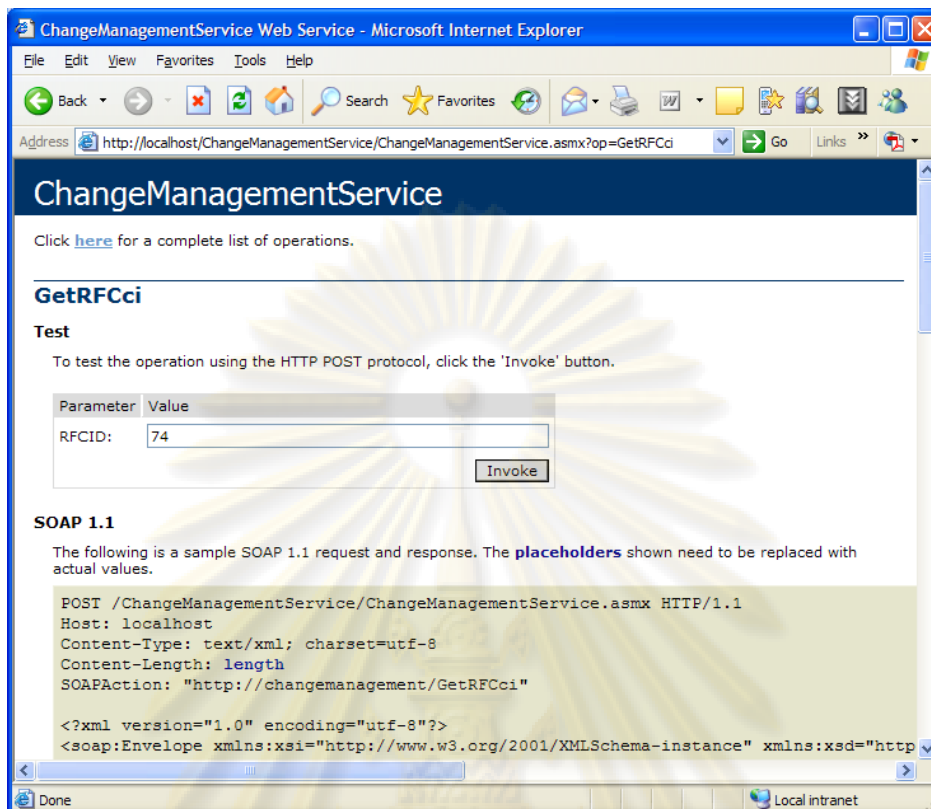 ChangeManagementService Web Service - Microsoft Internet Explorer
File Edit View Favorites Tools Help
Back Search Favorites
Address http://localhost/ChangeManagementService/ChangeManagementService.asmx?op=GetRFCci Go Links »
ChangeManagementService
Click here for a complete list of operations.
GetRFCci
Test
To test the operation using the HTTP POST protocol, click the 'Invoke' button.
Parameter Value
RFCID: 74
Invoke
SOAP 1.1
The following is a sample SOAP 1.1 request and response. The placeholders shown need to be replaced with
actual values.
POST /ChangeManagementService/ChangeManagementService.asmx HTTP/1.1
Host: localhost
Content-Type: text/xml; charset=utf-8
Content-Length: length
SOAPAction: "http://changemanagement/GetRFCci"
<?xml version="1.0" encoding="utf-8"?>
<soap:Envelope xmlns:xsi="http://www.w3.org/2001/XMLSchema-instance" xmlns:xsd="http
Done Local intranet